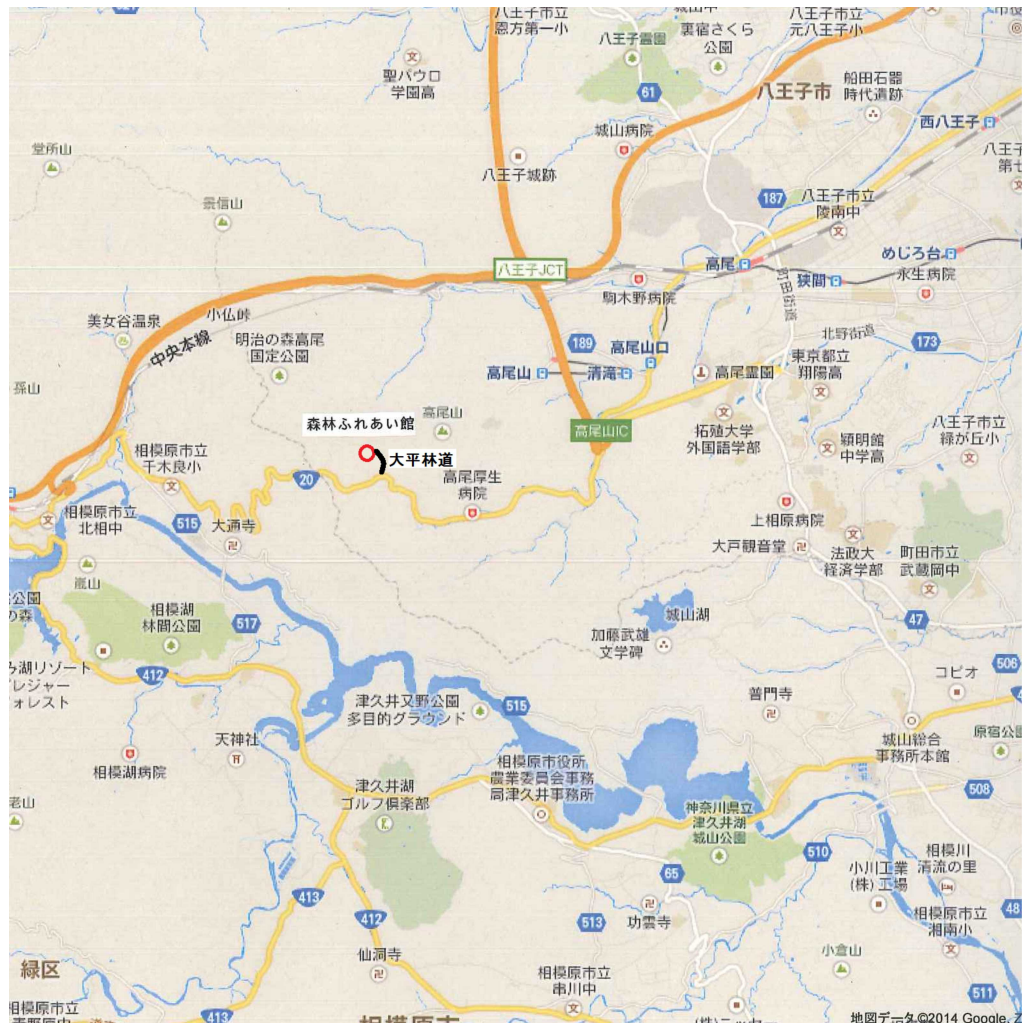 八王子市立
恩方第一小
八王子霊園
裏宿さくら
公園
八王子市立
元八王子小
聖パウロ
学園高
61
八王子市
船田石器
時代遺跡
西八王子
堂所山
城山病院
八王子城跡
187
八王子市立
陵南中
景信山
めじろ台
永生病院
高尾
狭間
八王子JCT
駒木野病院
町田街道
北野街道
173
小仏峠
美女谷温泉
中央本線
明治の森高尾
国定公園
189
高尾山口
高尾山
清滝
高尾霊園
東京都立
翔陽高
孫山
森林ふれあい館
高尾山
高尾山IC
拓殖大学
外国語学部
穎明館
中学高
八王子市立
緑が丘小
大平林道
相模原市立
千木良小
20
高尾厚生
病院
相模原市立
北相中
515
大通寺
上相原病院
大戸観音堂
法政大
経済学部
町田市立
武蔵岡中
嵐山
相模湖
林間公園
517
城山湖
加藤武雄
文学碑
47
み湖リゾート
レジャー
ォレスト
412
506
コピオ
津久井又野公園
多目的グラウンド
515
普門寺
天神社
相模湖病院
城山総合
事務所本館
原宿公園
相模原市役所
農業委員会事務
局津久井事務所
津久井湖
ゴルフ倶楽部
508
神奈川県立
津久井湖
城山公園
510
65
小川工業
(株)工場
相模川
清流の里
413
412
513
功雲寺
48
相模原市立
湘南小
仙洞寺
小倉山
緑区
相模原市立
串川中
511
413
地図データ©2014 Google, Z